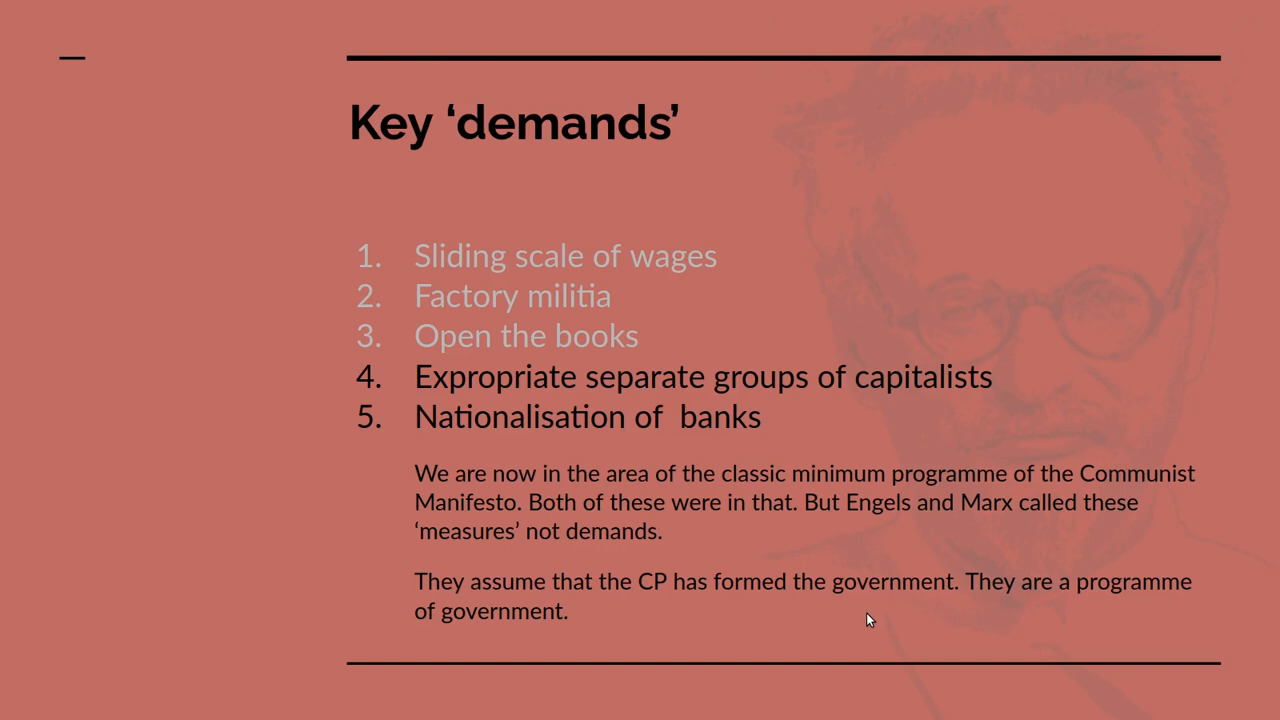 Key ‘demands’
1. Sliding scale of wages
2. Factory militia
3. Open the books
4. Expropriate separate groups of capitalists
5. Nationalisation of  banks
We are now in the area of the classic minimum programme of the Communist
Manifesto. Both of these were in that. But Engels and Marx called these
‘measures’ not demands.
They assume that the CP has formed the government. They are a programme
of government.